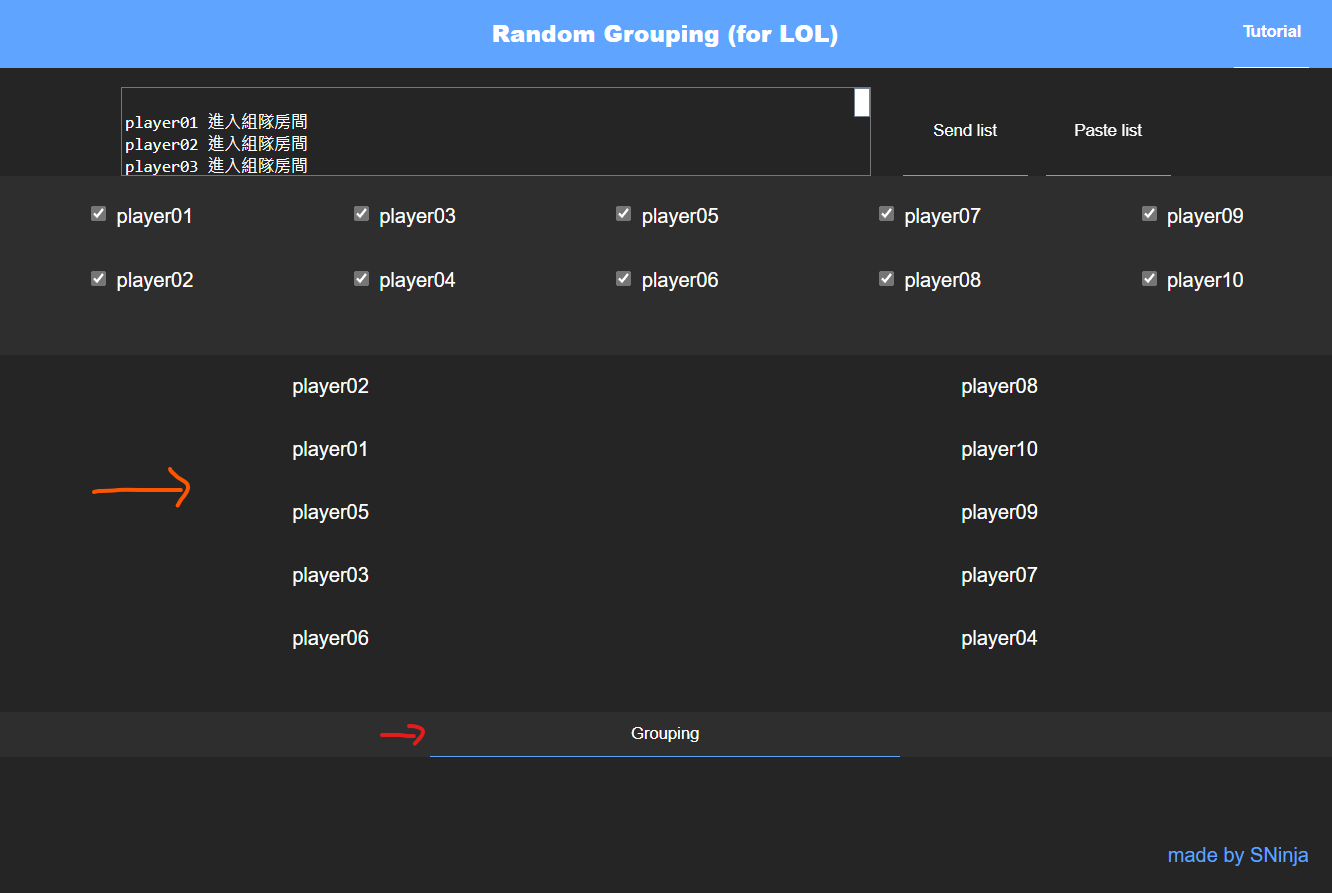 Random Grouping (for LOL)
Tutorial
player01 進入組隊房間
player02 進入組隊房間
player03 進入組隊房間
Send list
Paste list
player01 player03 player05 player07 player09
player02 player04 player06 player08 player10
player02 player08
player01 player10
player05 player09
player03 player07
player06 player04
Grouping
made by SNinja